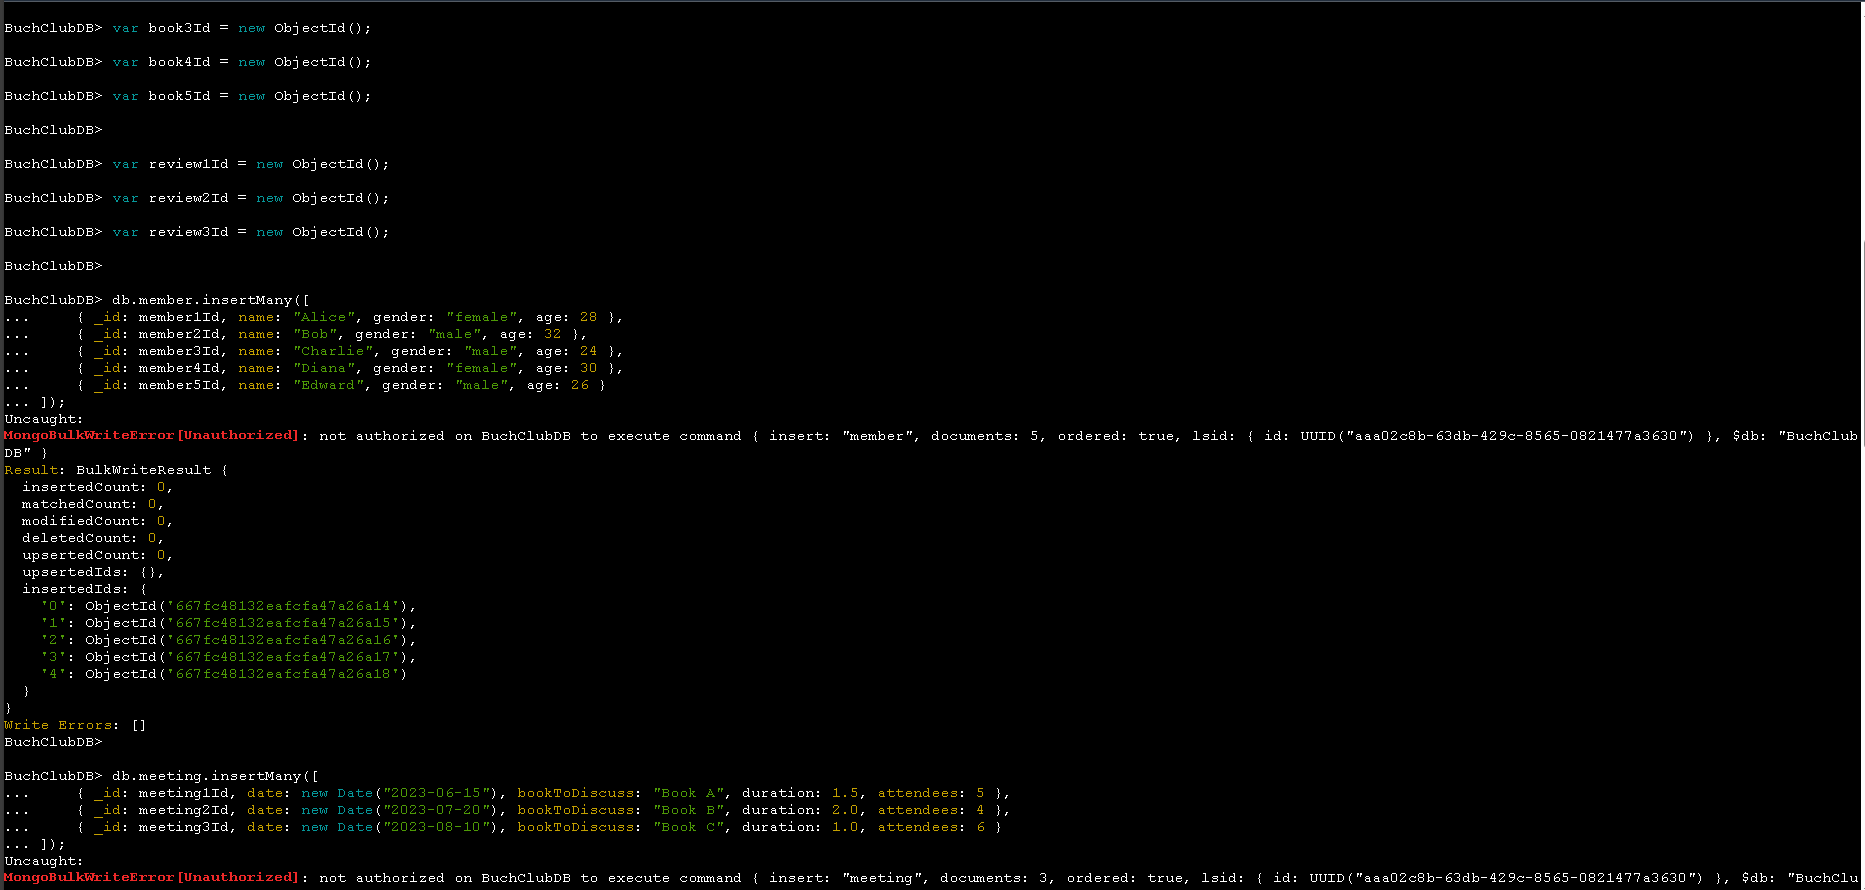 BuchClubDB> var book3Id = new ObjectId();
BuchClubDB> var book4Id = new ObjectId();
BuchClubDB> var book5Id = new ObjectId();
BuchClubDB>
BuchClubDB> var review1Id = new ObjectId();
BuchClubDB> var review2Id = new ObjectId();
BuchClubDB> var review3Id = new ObjectId();
BuchClubDB>
BuchClubDB> db.member.insertMany([
...     { _id: member1Id, name: "Alice", gender: "female", age: 28 },
...     { _id: member2Id, name: "Bob", gender: "male", age: 32 },
...     { _id: member3Id, name: "Charlie", gender: "male", age: 24 },
...     { _id: member4Id, name: "Diana", gender: "female", age: 30 },
...     { _id: member5Id, name: "Edward", gender: "male", age: 26 }
... ]);
Uncaught:
MongoBulkWriteError[Unauthorized]: not authorized on BuchClubDB to execute command { insert: "member", documents: 5, ordered: true, lsid: { id: UUID("aaa02c8b-63db-429c-8565-0821477a3630") }, $db: "BuchClub
DB" }
Result: BulkWriteResult {
  insertedCount: 0,
  matchedCount: 0,
  modifiedCount: 0,
  deletedCount: 0,
  upsertedCount: 0,
  upsertedIds: {},
  insertedIds: {
    '0': ObjectId('667fc48132eafcfa47a26a14'),
    '1': ObjectId('667fc48132eafcfa47a26a15'),
    '2': ObjectId('667fc48132eafcfa47a26a16'),
    '3': ObjectId('667fc48132eafcfa47a26a17'),
    '4': ObjectId('667fc48132eafcfa47a26a18')
  }
}
Write Errors: []
BuchClubDB>
BuchClubDB> db.meeting.insertMany([
...     { _id: meeting1Id, date: new Date("2023-06-15"), bookToDiscuss: "Book A", duration: 1.5, attendees: 5 },
...     { _id: meeting2Id, date: new Date("2023-07-20"), bookToDiscuss: "Book B", duration: 2.0, attendees: 4 },
...     { _id: meeting3Id, date: new Date("2023-08-10"), bookToDiscuss: "Book C", duration: 1.0, attendees: 6 }
... ]);
Uncaught:
MongoBulkWriteError[Unauthorized]: not authorized on BuchClubDB to execute command { insert: "meeting", documents: 3, ordered: true, lsid: { id: UUID("aaa02c8b-63db-429c-8565-0821477a3630") }, $db: "BuchClu